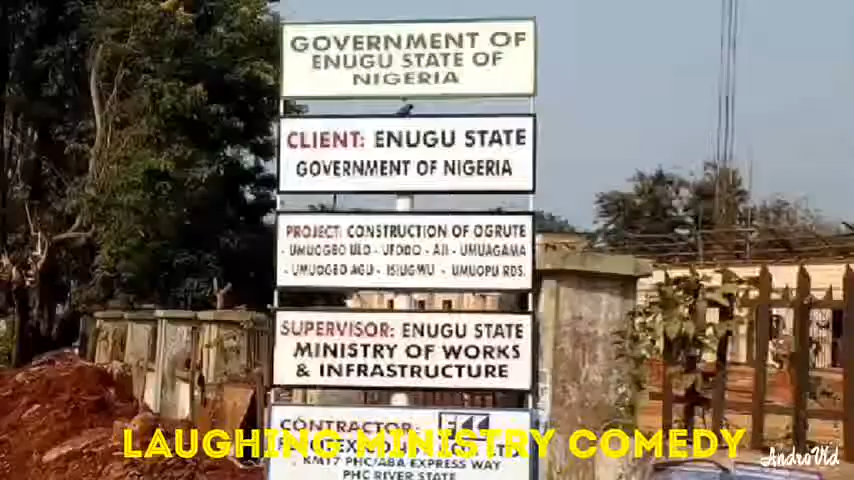 GOVERNMENT OF
ENUGU STATE OF
NIGERIA
CLIENT: ENUGU STATE
GOVERNMENT OF NIGERIA
PROJECT: CONSTRUCTION OF OGRUTE
- UMUOGBO ULO - UFODO - AJI - UMUAGAMA
- UMUOGBO AGU - ISIUGWU - UMUOPU RDS.
SUPERVISOR: ENUGU STATE
MINISTRY OF WORKS
& INFRASTRUCTURE
CONTRACTOR:
LAUGHING MINISTRY COMEDY
KM17 PHC/ABA EXPRESS WAY
PHC RIVER STATE
AndroVid